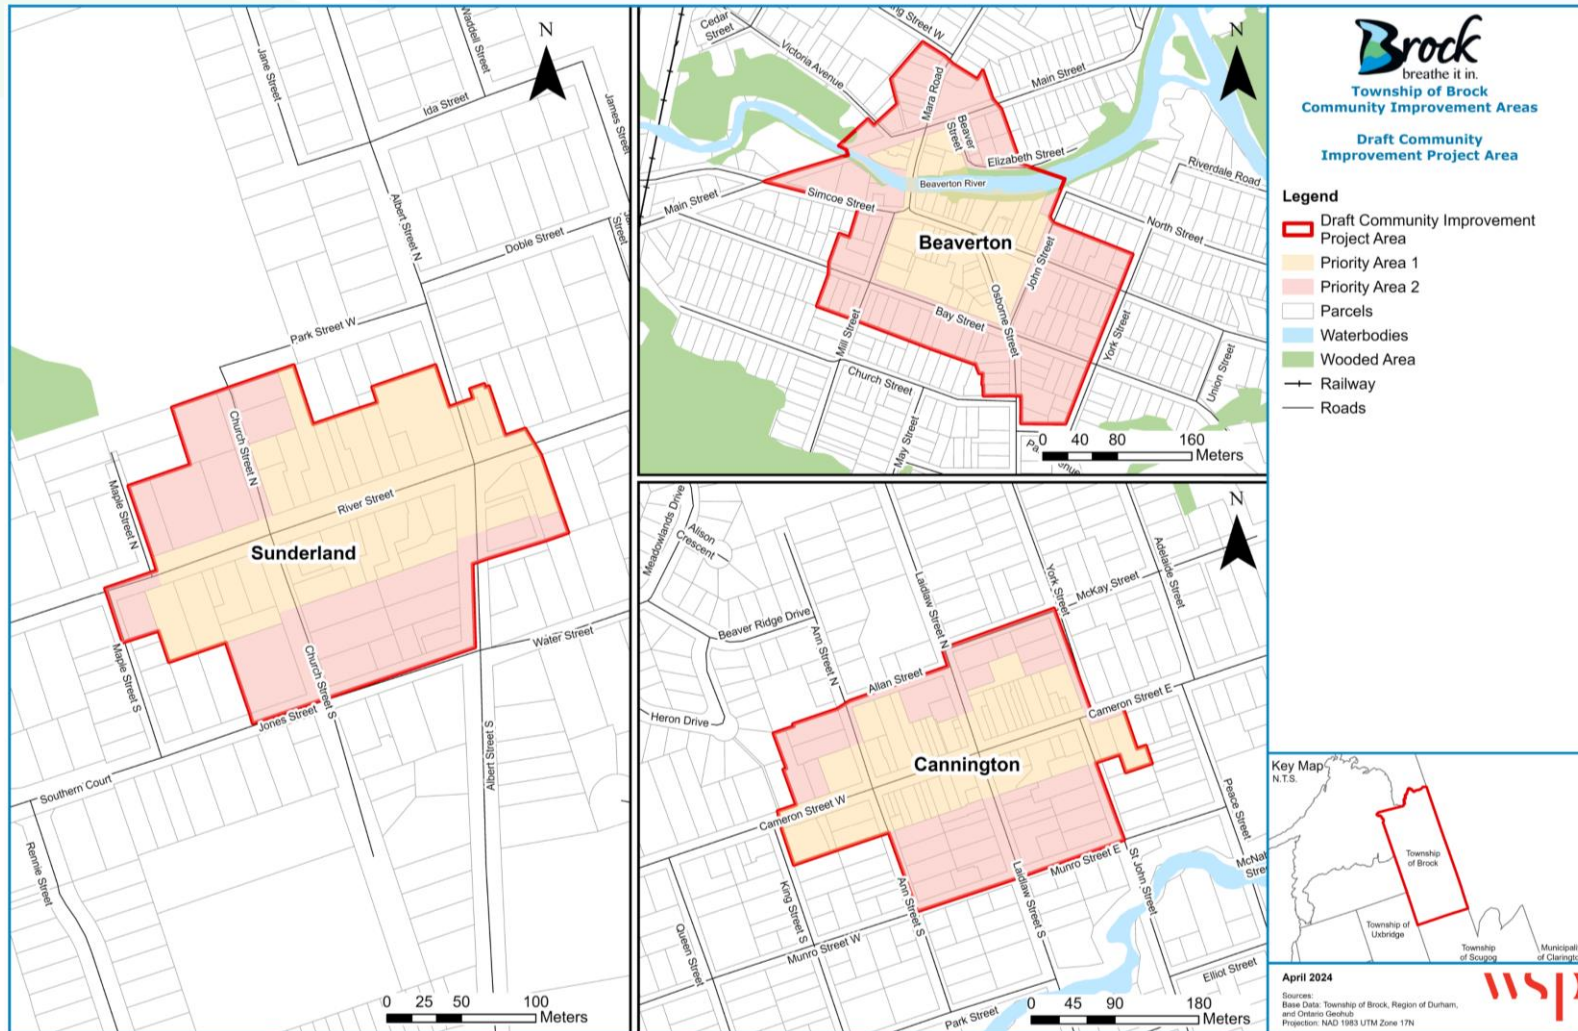 Jane Street
Waddell Street
N
Ida Street
James Street
Albert Street N
Doble Street
Street
Park Street W
Church Street N
Maple Street N
River Street
Sunderland
Water Street
Maple Street S
Church Street S
Jones Street
Albert Street S
Southern Court
Rennie Street
0 25 50 100
Meters
Cedar Street
Street W
N
Victoria Avenue
Mara Road
Main Street
Beaver Street
Elizabeth Street
Beaverton River
Riverdale Road
Main Street
Simcoe Street
North Street
Beaverton
John Street
Osborne Street
Bay Street
Mill Street
York Street
Union Street
Church Street
May Street
0 40 80 160
Meters
Meadowlands Drive
Alison Crescent
N
Adelaide Street
Laidlaw Street N
York Street
McKay Street
Beaver Ridge Drive
Ann Street N
Allan Street
Cameron Street E
Heron Drive
Cannington
Cameron Street W
Peace Street
Munro Street E
St John Street
King Street S
Ann Street S
Laidlaw Street S
Queen Street
Munro Street W
Elliot Street
Park Street
0 45 90 180
Meters
Brock
breathe it in.
Township of Brock
Community Improvement Areas
Draft Community
Improvement Project Area
Legend
Draft Community Improvement
Project Area
Priority Area 1
Priority Area 2
Parcels
Waterbodies
Wooded Area
Railway
Roads
Key Map
N.T.S.
Township
of Brock
Township of
Uxbridge
Township
of Scugog
Municipali
of Claringto
April 2024
Sources:
Base Data: Township of Brock, Region of Durham,
and Ontario Geohub
Projection: NAD 1983 UTM Zone 17N
wsp